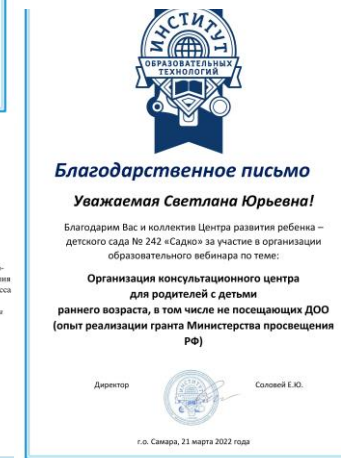 ИНСТИТУТ
ОБРАЗОВАТЕЛЬНЫХ
ТЕХНОЛОГИЙ
Благодарственное письмо
Уважаемая Светлана Юрьевна!
Благодарим Вас и коллектив Центра развития ребенка –
детского сада № 242 «Садко» за участие в организации
образовательного вебинара по теме:
Организация консультационного центра
для родителей с детьми
раннего возраста, в том числе не посещающих ДОО
(опыт реализации гранта Министерства просвещения
РФ)
Директор
Соловей Е.Ю.
г.о. Самара, 21 марта 2022 года